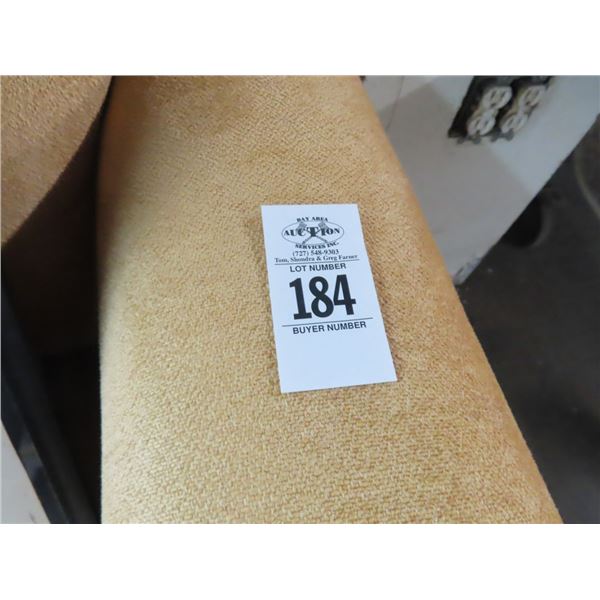 BAY AREA
AUCTION
SERVICES INC.
(727) 548-9303
Tom, Shondra & Greg Farner
LOT NUMBER
184
BUYER NUMBER